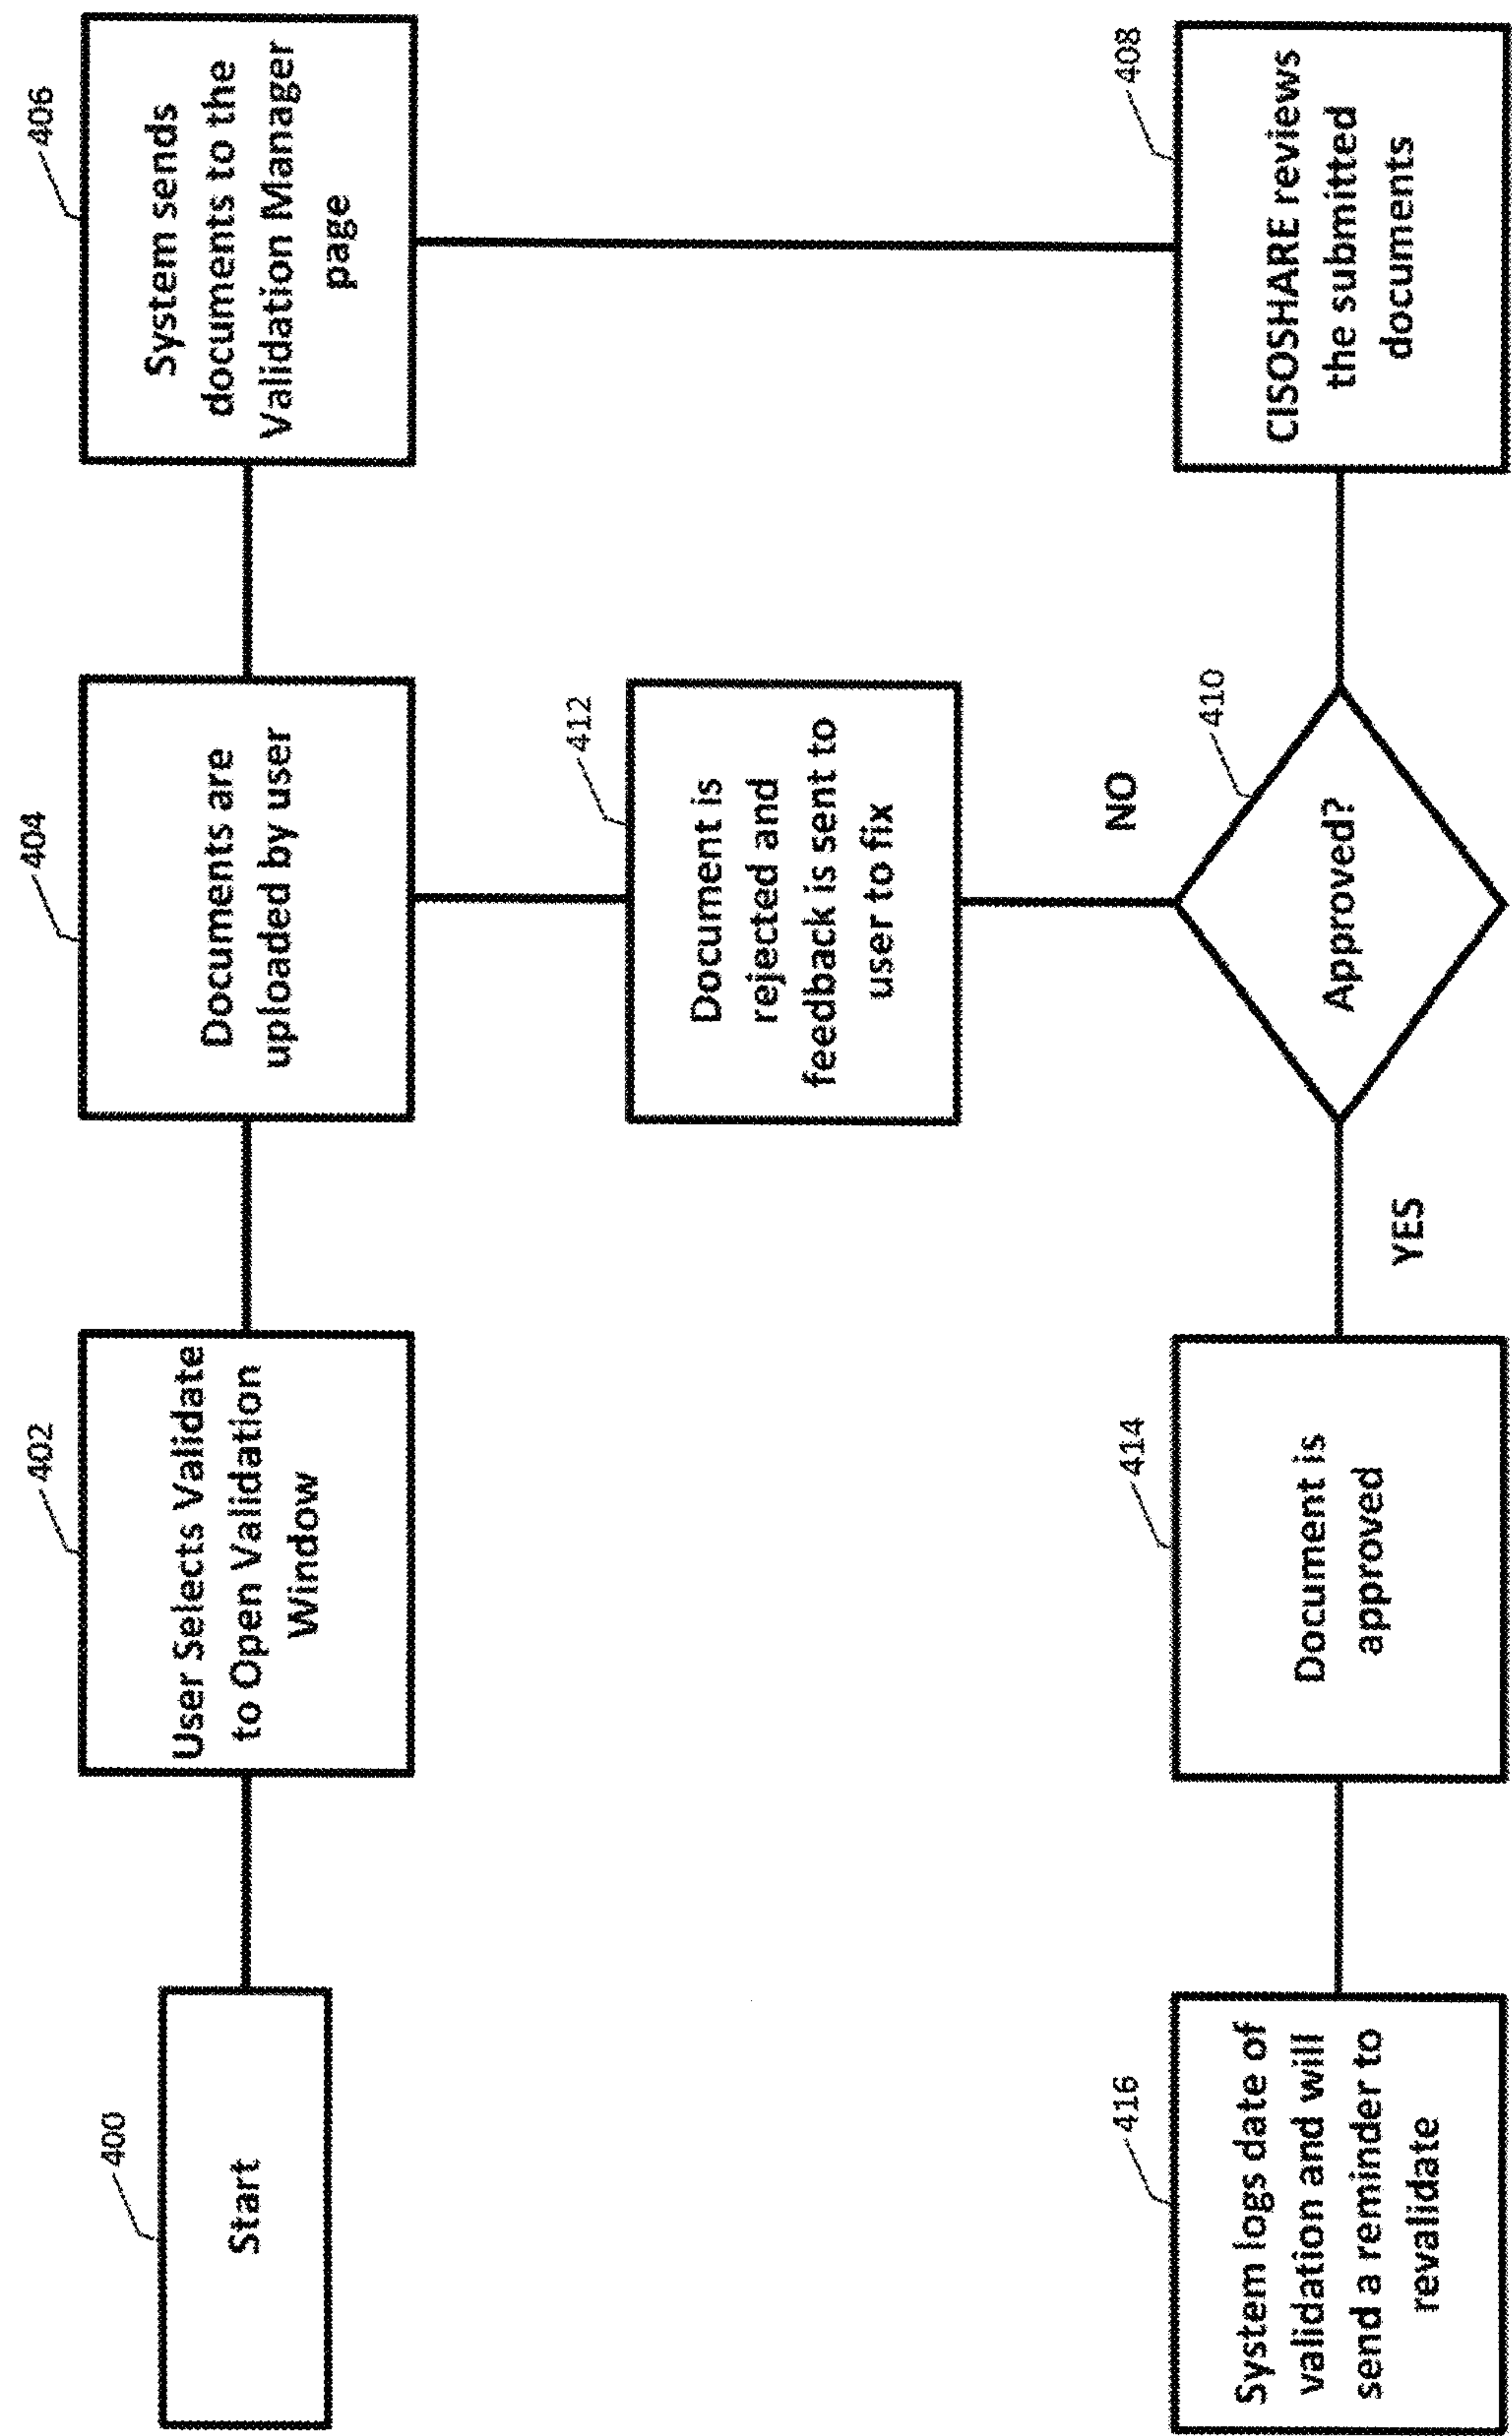 400
Start
402
User Selects Validate
to Open Validation
Window
404
Documents are
uploaded by user
406
System sends
documents to the
Validation Manager
page
412
Document is
rejected and
feedback is sent to
user to fix
NO
416
System logs date of
validation and will
send a reminder to
revalidate
414
Document is
approved
YES
410
Approved?
408
CISOSHARE reviews
the submitted
documents